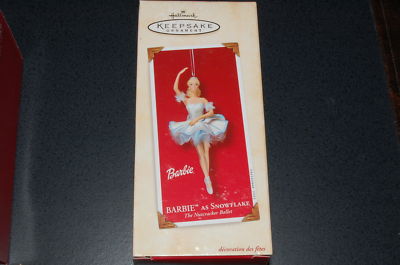 Hallmark
KEEPSAKE
ORNAMENT
Barbie
BARBIE™ AS SNOWFLAKE
The Nutcracker Ballet
décoration des fêtes